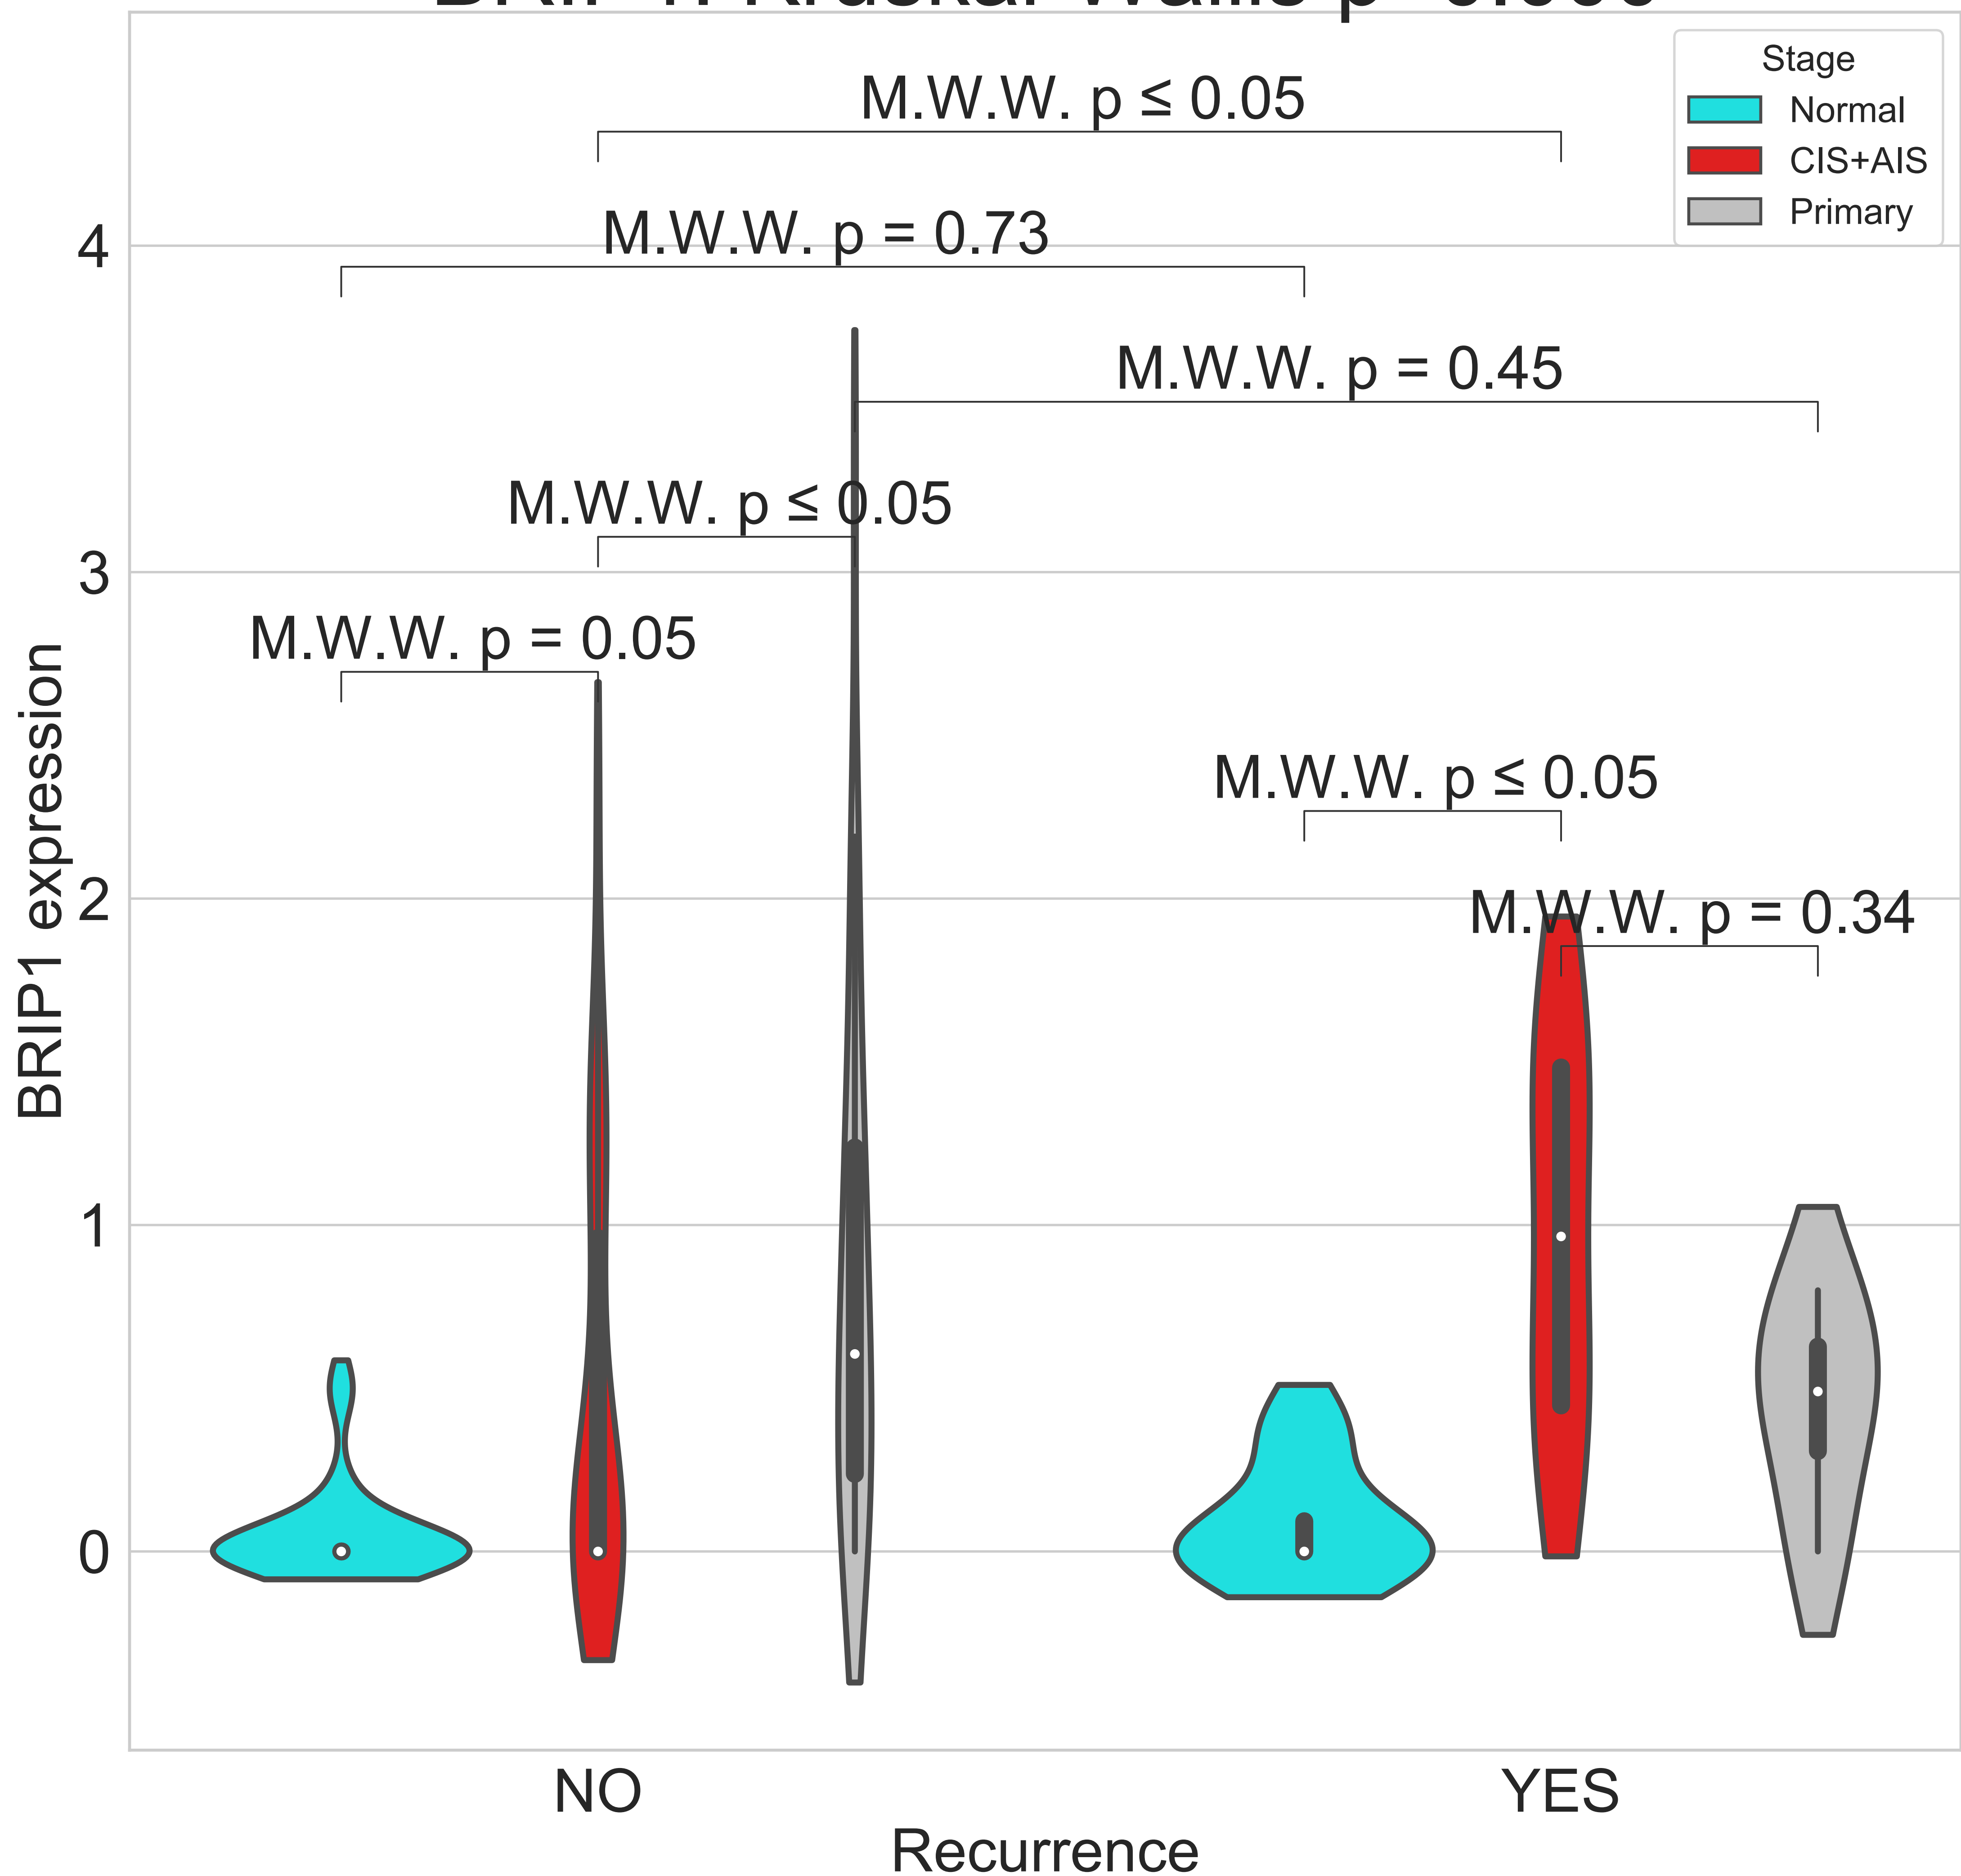 Stage
Normal
CIS+AIS
Primary
M.W.W. p ≤ 0.05
M.W.W. p = 0.73
M.W.W. p = 0.45
M.W.W. p ≤ 0.05
M.W.W. p = 0.05
M.W.W. p ≤ 0.05
M.W.W. p = 0.34
4
3
2
1
0
BRIP1 expression
NO
YES
Recurrence